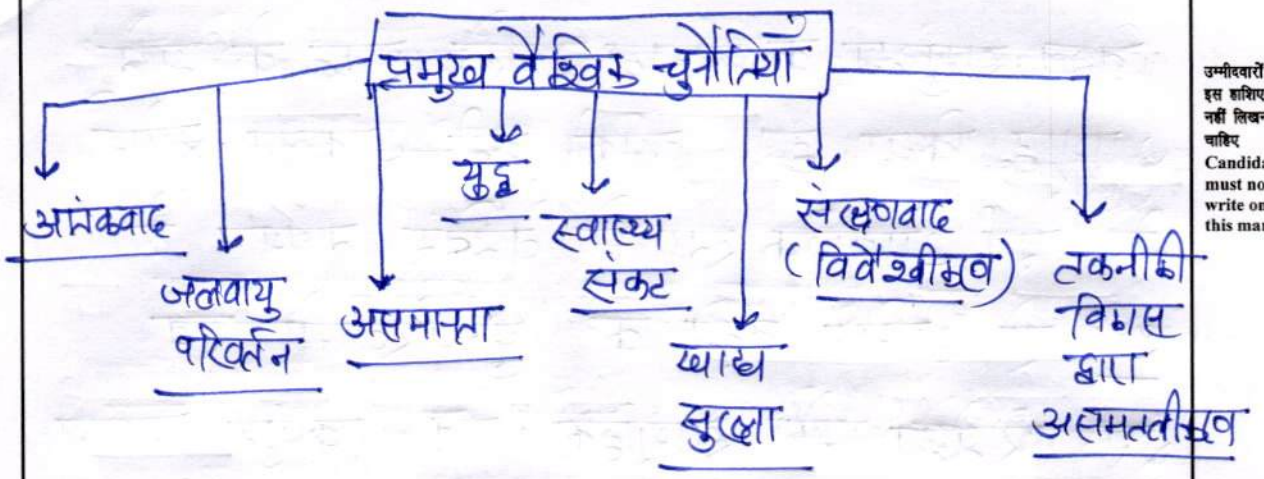 प्रमुख वैश्विक चुनौतियाँ
आतंकवाद
जलवायु
परिवर्तन
असमानता
युद्ध
स्वास्थ्य
संकट
खाद्य
सुरक्षा
संरक्षणवाद
(विवैश्वीकरण)
तकनीकी
विकास
द्वारा
असमतलीकरण
उम्मीदवारों
इस हाशिए
नहीं लिखन
चाहिए
Candida
must no
write on
this mar